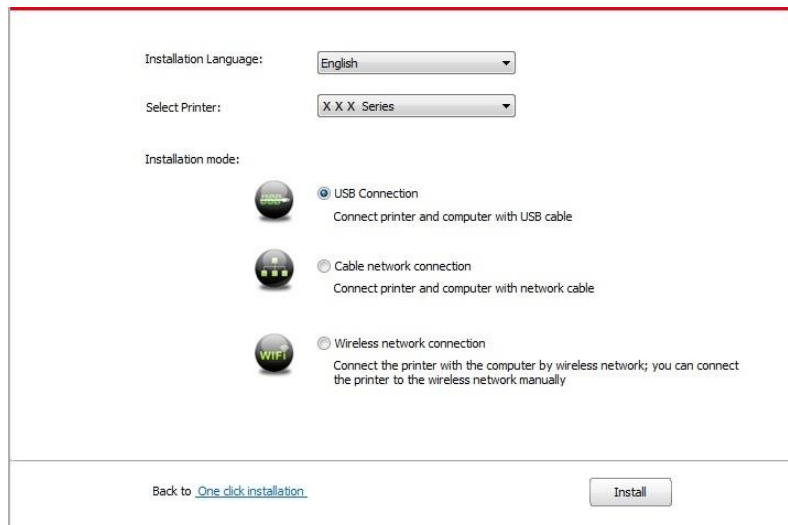 Installation Language: English
Select Printer: X X X Series
Installation mode:
USB
USB Connection
Connect printer and computer with USB cable
Cable network connection
Connect printer and computer with network cable
WIFI
Wireless network connection
Connect the printer with the computer by wireless network; you can connect
the printer to the wireless network manually
Back to One click installation Install